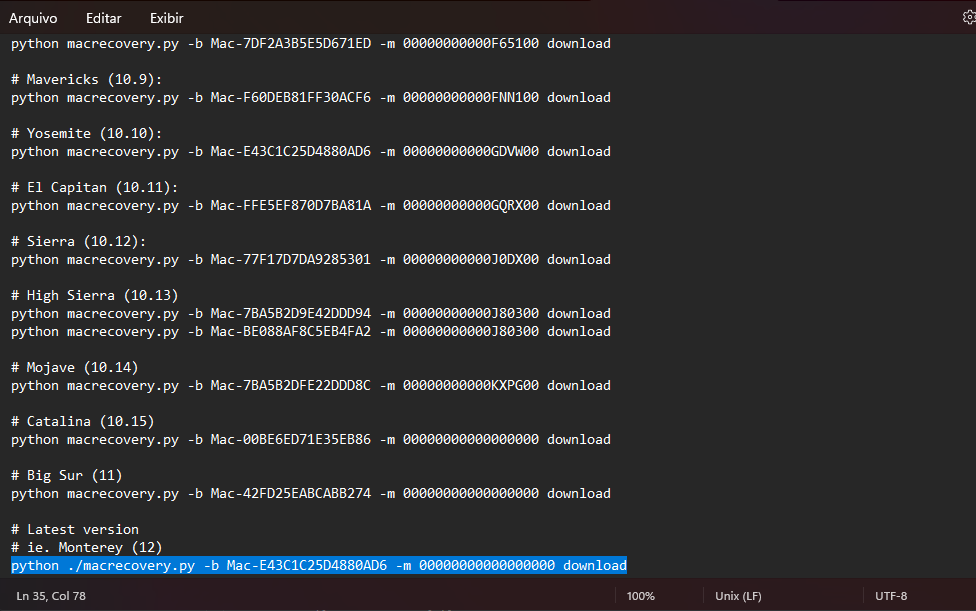 Arquivo Editar Exibir
python macrecovery.py -b Mac-7DF2A3B5E5D671ED -m 00000000000F65100 download
# Mavericks (10.9):
python macrecovery.py -b Mac-F60DEB81FF30ACF6 -m 00000000000FNN100 download
# Yosemite (10.10):
python macrecovery.py -b Mac-E43C1C25D4880AD6 -m 00000000000GDVW00 download
# El Capitan (10.11):
python macrecovery.py -b Mac-FFE5EF870D7BA81A -m 00000000000GQRX00 download
# Sierra (10.12):
python macrecovery.py -b Mac-77F17D7DA9285301 -m 00000000000J0DX00 download
# High Sierra (10.13)
python macrecovery.py -b Mac-7BA5B2D9E42DDD94 -m 00000000000J80300 download
python macrecovery.py -b Mac-BE088AF8C5EB4FA2 -m 00000000000J80300 download
# Mojave (10.14)
python macrecovery.py -b Mac-7BA5B2DFE22DDD8C -m 00000000000KXPG00 download
# Catalina (10.15)
python macrecovery.py -b Mac-00BE6ED71E35EB86 -m 00000000000000000 download
# Big Sur (11)
python macrecovery.py -b Mac-42FD25EABCABB274 -m 00000000000000000 download
# Latest version
# ie. Monterey (12)
python ./macrecovery.py -b Mac-E43C1C25D4880AD6 -m 00000000000000000 download
Ln 35, Col 78 100% Unix (LF) UTF-8